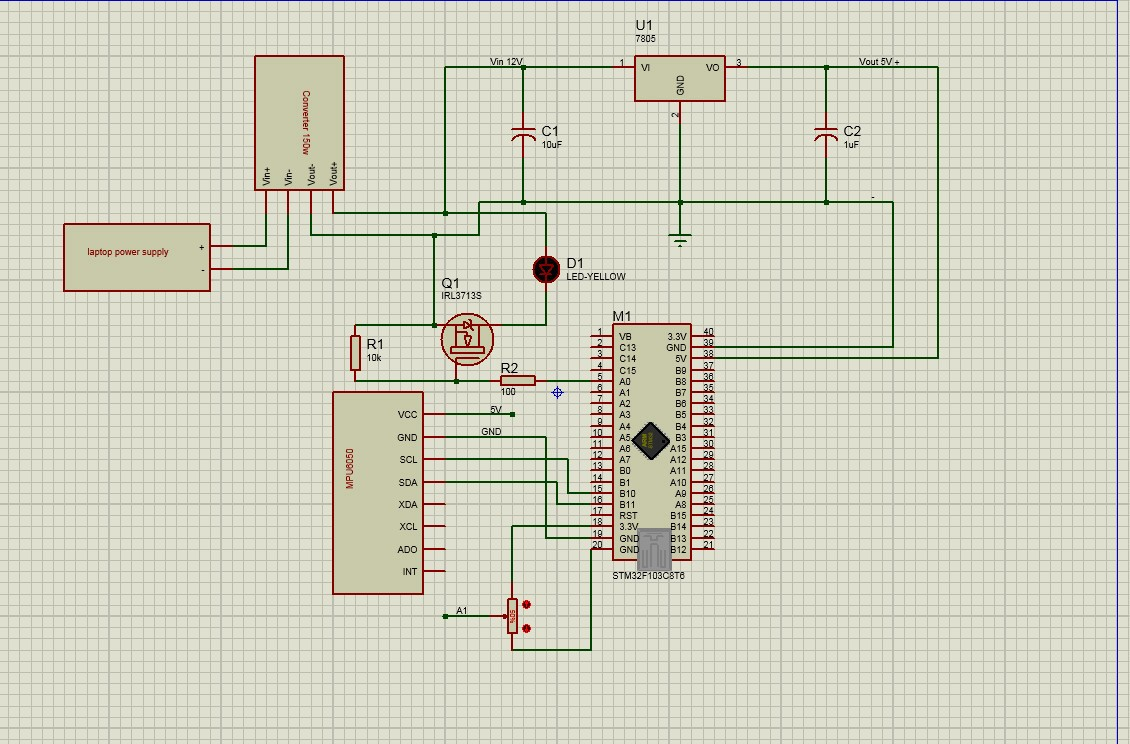 U1
7805
Vin 12V
1
VI
VO
3
Vout 5V +
GND
2
Converter 150w
C1
10uF
C2
1uF
Vin+
Vin-
Vout-
Vout+
-
laptop power supply
+
-
D1
LED-YELLOW
Q1
IRL3713S
M1
R1
10k
R2
100
1 VB 3.3V 40
2 C13 GND 39
3 C14 5V 38
4 C15 B9 37
5 A0 B8 36
6 A1 B7 35
7 A2 B6 34
8 A3 B5 33
9 A4 B4 32
10 A5 B3 31
11 A6 A15 30
12 A7 A12 29
13 B0 A11 28
14 B1 A10 27
15 B10 A9 26
16 B11 A8 25
17 RST B15 24
18 3.3V B14 23
19 GND B13 22
20 GND B12 21
STM32F103C8T6
MPU6050
VCC
GND
SCL
SDA
XDA
XCL
ADO
INT
5V
GND
A1
50%